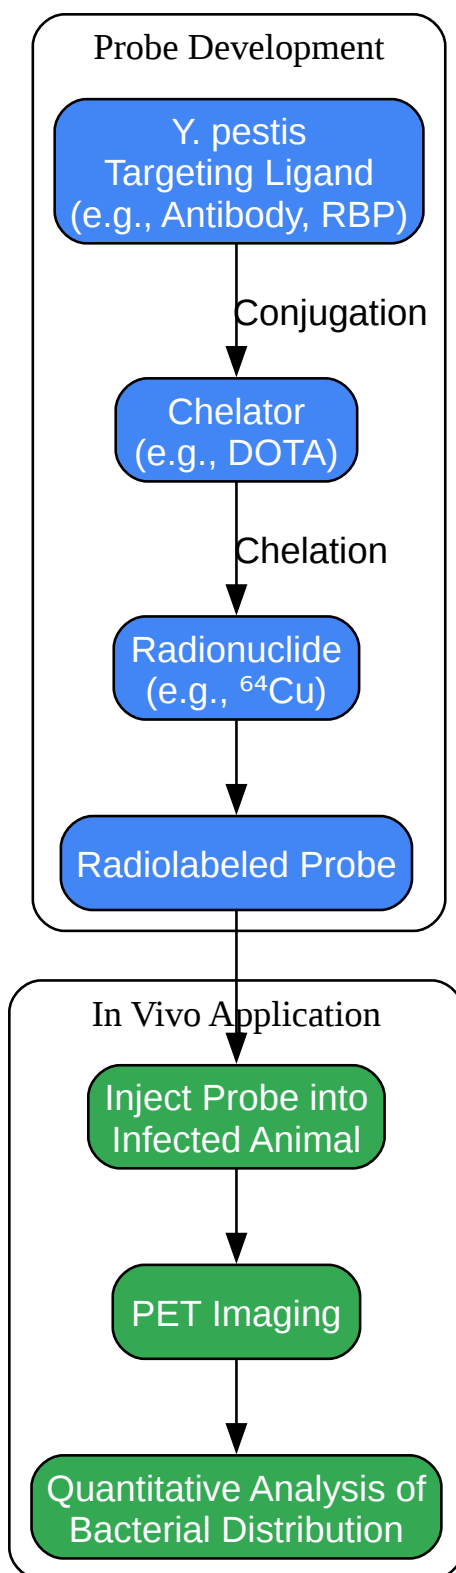 Probe Development
Y. pestis
Targeting Ligand
(e.g., Antibody, RBP)
Conjugation
Chelator
(e.g., DOTA)
Chelation
Radionuclide
(e.g., ⁶⁴Cu)
Radiolabeled Probe
In Vivo Application
Inject Probe into
Infected Animal
PET Imaging
Quantitative Analysis of
Bacterial Distribution